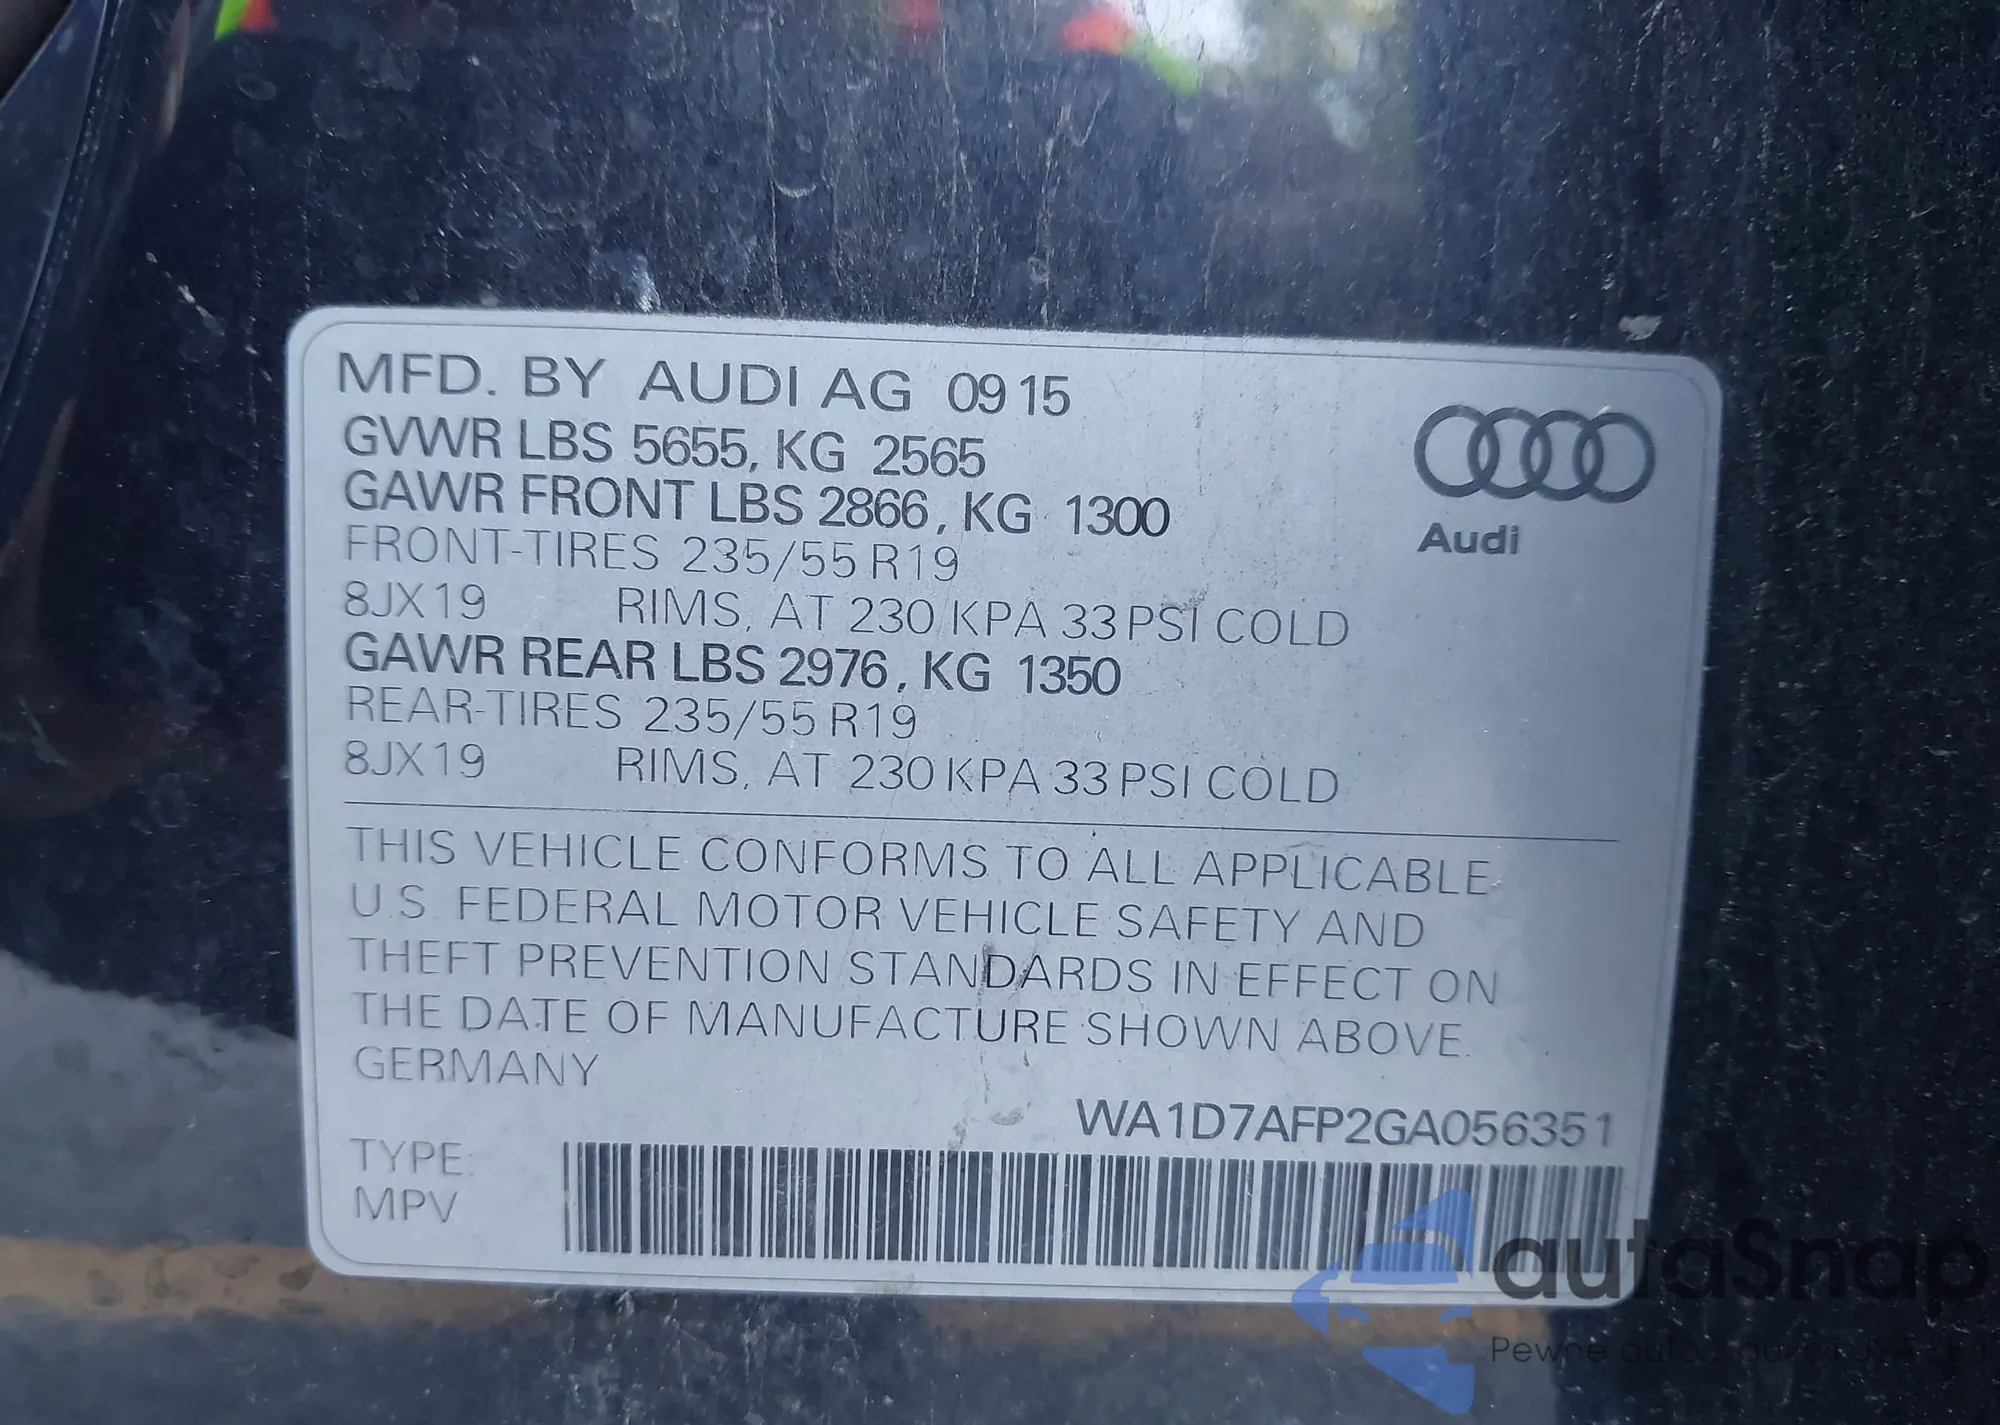 MFD. BY AUDI AG 09 15
GVWR LBS 5655, KG 2565
GAWR FRONT LBS 2866, KG 1300
FRONT-TIRES 235/55 R19
8JX19 RIMS, AT 230 KPA 33 PSI COLD
GAWR REAR LBS 2976, KG 1350
REAR-TIRES 235/55 R19
8JX19 RIMS, AT 230 KPA 33 PSI COLD
Audi
THIS VEHICLE CONFORMS TO ALL APPLICABLE
U.S. FEDERAL MOTOR VEHICLE SAFETY AND
THEFT PREVENTION STANDARDS IN EFFECT ON
THE DATE OF MANUFACTURE SHOWN ABOVE.
GERMANY
WA1D7AFP2GA056351
TYPE:
MPV
autaSnap
Pewne auta